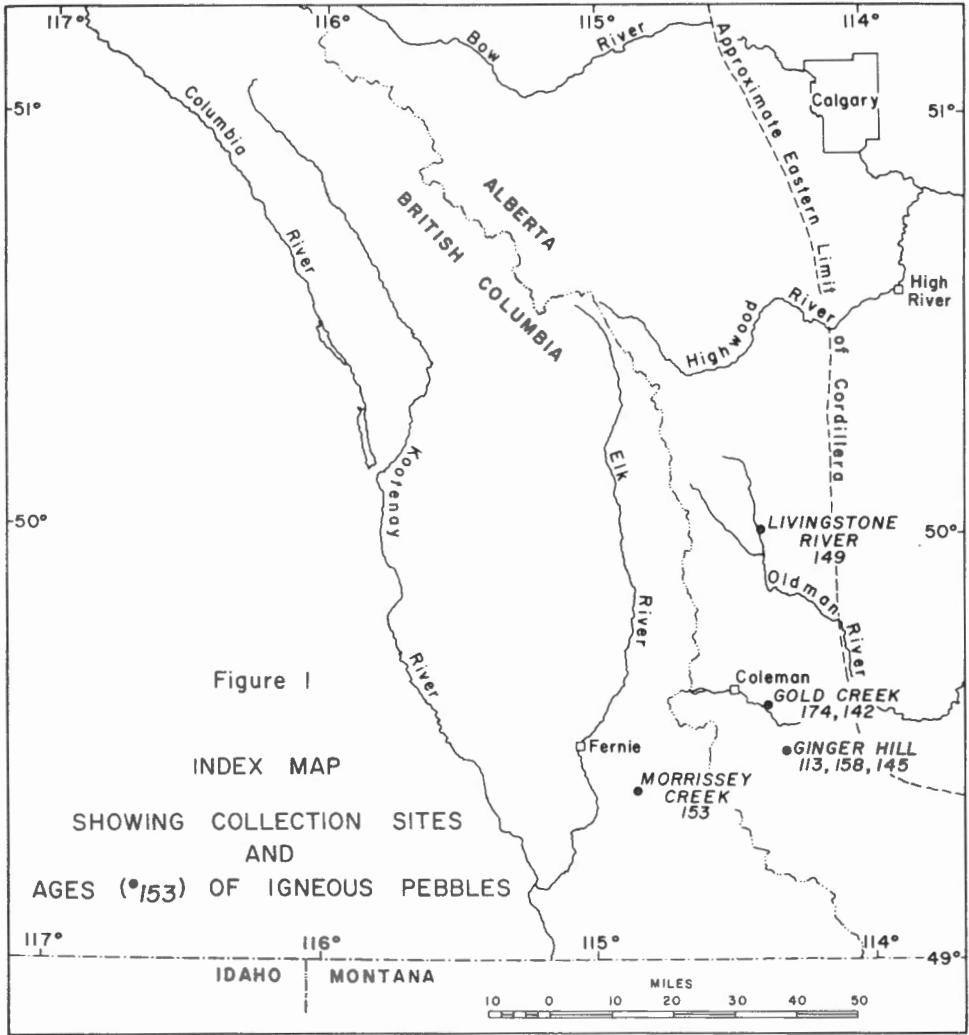 117°
116°
115°
114°
Bow River
Approximate Eastern Limit of Cordillera
Calgary
51°
51°
Columbia River
ALBERTA
BRITISH COLUMBIA
High
River
Highwood River
Kootenay River
Elk River
50°
50°
LIVINGSTONE
RIVER
149
Oldman River
Coleman
GOLD CREEK
174, 142
Fernie
GINGER HILL
113, 158, 145
MORRISSEY
CREEK
153
Figure 1
INDEX MAP
SHOWING COLLECTION SITES
AND
AGES (•153) OF IGNEOUS PEBBLES
117°
116°
115°
114°
49°
IDAHO
MONTANA
MILES
10 0 10 20 30 40 50